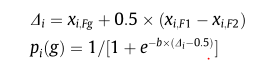 Δᵢ = xᵢ,Fg + 0.5 × (xᵢ,F1 − xᵢ,F2)
pᵢ(g) = 1/[1 + e^−b×(Δᵢ−0.5)]